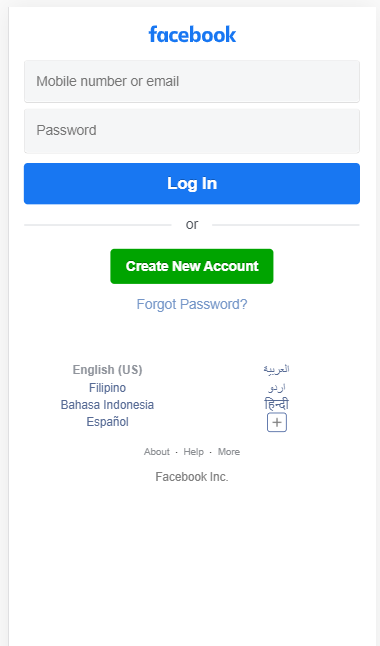 facebook
Mobile number or email
Password
Log In
or
Create New Account
Forgot Password?
English (US)
العربية
Filipino
اردو
Bahasa Indonesia
हिन्दी
Español
+
About · Help · More
Facebook Inc.